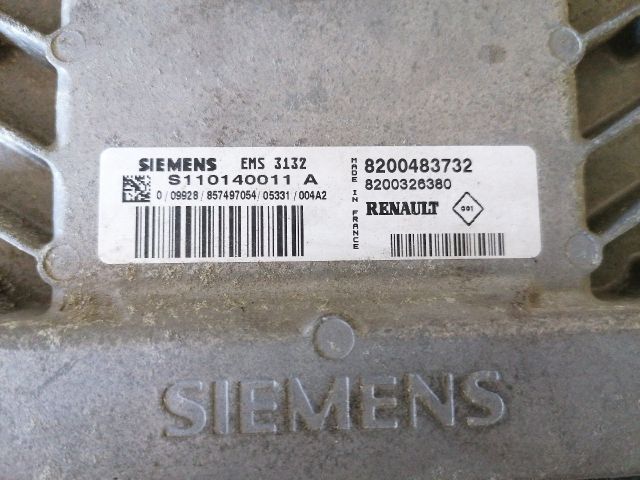 SIEMENS EMS 3132
S110140011 A
0 / 09928 / 857497054 / 05331 / 004A2
MADE IN FRANCE
8200483732
8200326380
RENAULT 001
SIEMENS